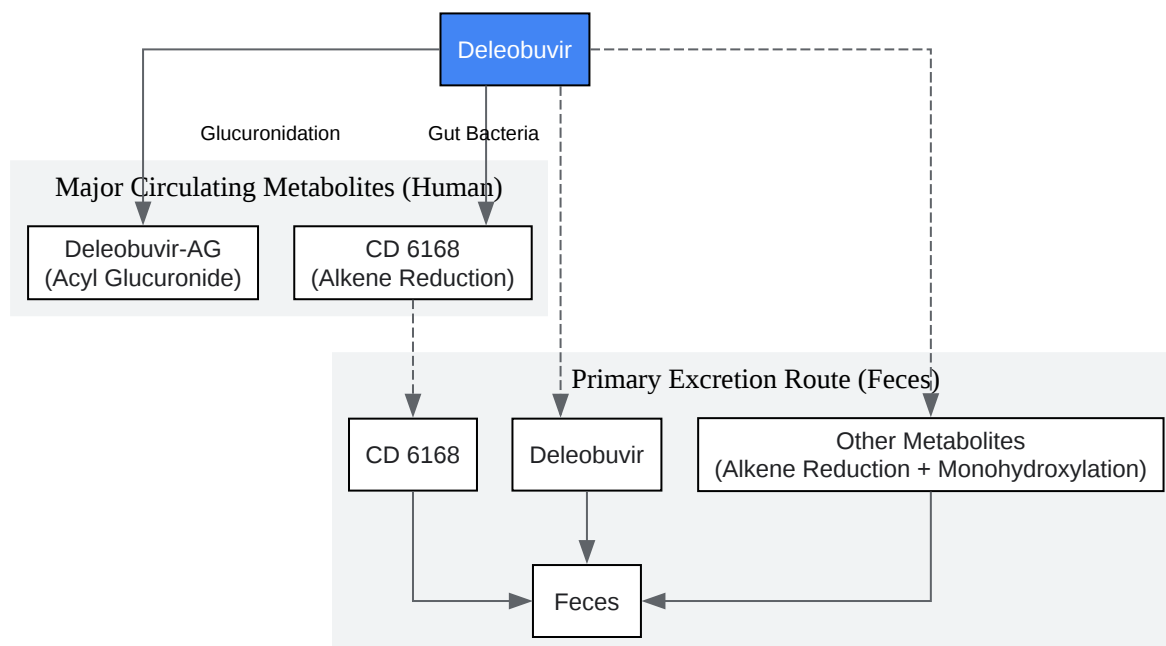 Deleobuvir
Glucuronidation
Gut Bacteria
Major Circulating Metabolites (Human)
Deleobuvir-AG
(Acyl Glucuronide)
CD 6168
(Alkene Reduction)
Primary Excretion Route (Feces)
CD 6168
Deleobuvir
Other Metabolites
(Alkene Reduction + Monohydroxylation)
Feces